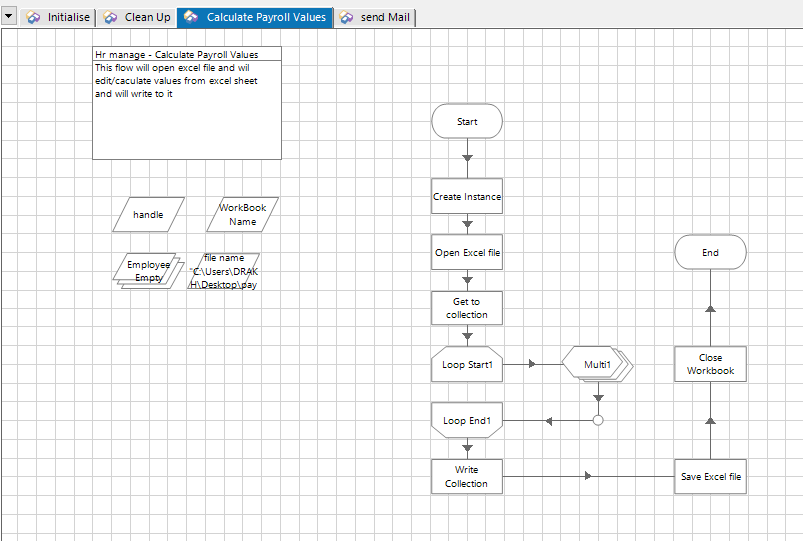 Initialise
Clean Up
Calculate Payroll Values
send Mail
Hr manage - Calculate Payroll Values
This flow will open excel file and wil
edit/caculate values from excel sheet
and will write to it
Start
handle
WorkBook
Name
Create Instance
Employee
Empty
file name
"C:\Users\DRAK
H\Desktop\pay
Open Excel file
End
Get to
collection
Loop Start1
Multi1
Close
Workbook
Loop End1
Write
Collection
Save Excel file